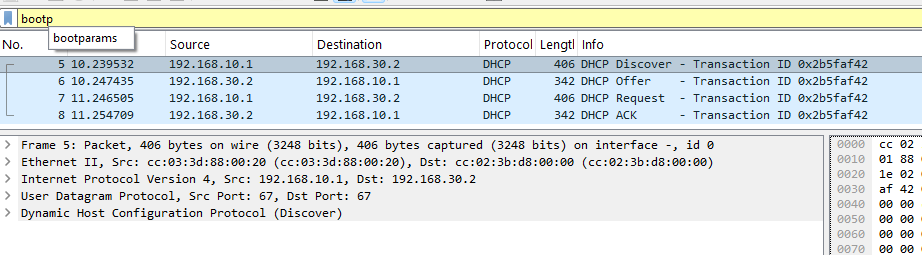 bootp
bootparams
No. Source Destination Protocol Lengtl Info
5 10.239532 192.168.10.1 192.168.30.2 DHCP 406 DHCP Discover - Transaction ID 0x2b5faf42
6 10.247435 192.168.30.2 192.168.10.1 DHCP 342 DHCP Offer - Transaction ID 0x2b5faf42
7 11.246505 192.168.10.1 192.168.30.2 DHCP 406 DHCP Request - Transaction ID 0x2b5faf42
8 11.254709 192.168.30.2 192.168.10.1 DHCP 342 DHCP ACK - Transaction ID 0x2b5faf42
Frame 5: Packet, 406 bytes on wire (3248 bits), 406 bytes captured (3248 bits) on interface -, id 0
Ethernet II, Src: cc:03:3d:88:00:20 (cc:03:3d:88:00:20), Dst: cc:02:3b:d8:00:00 (cc:02:3b:d8:00:00)
Internet Protocol Version 4, Src: 192.168.10.1, Dst: 192.168.30.2
User Datagram Protocol, Src Port: 67, Dst Port: 67
Dynamic Host Configuration Protocol (Discover)
0000 cc 02
0010 01 88
0020 1e 02
0030 af 42
0040 00 00
0050 00 00
0060 00 00
0070 00 00